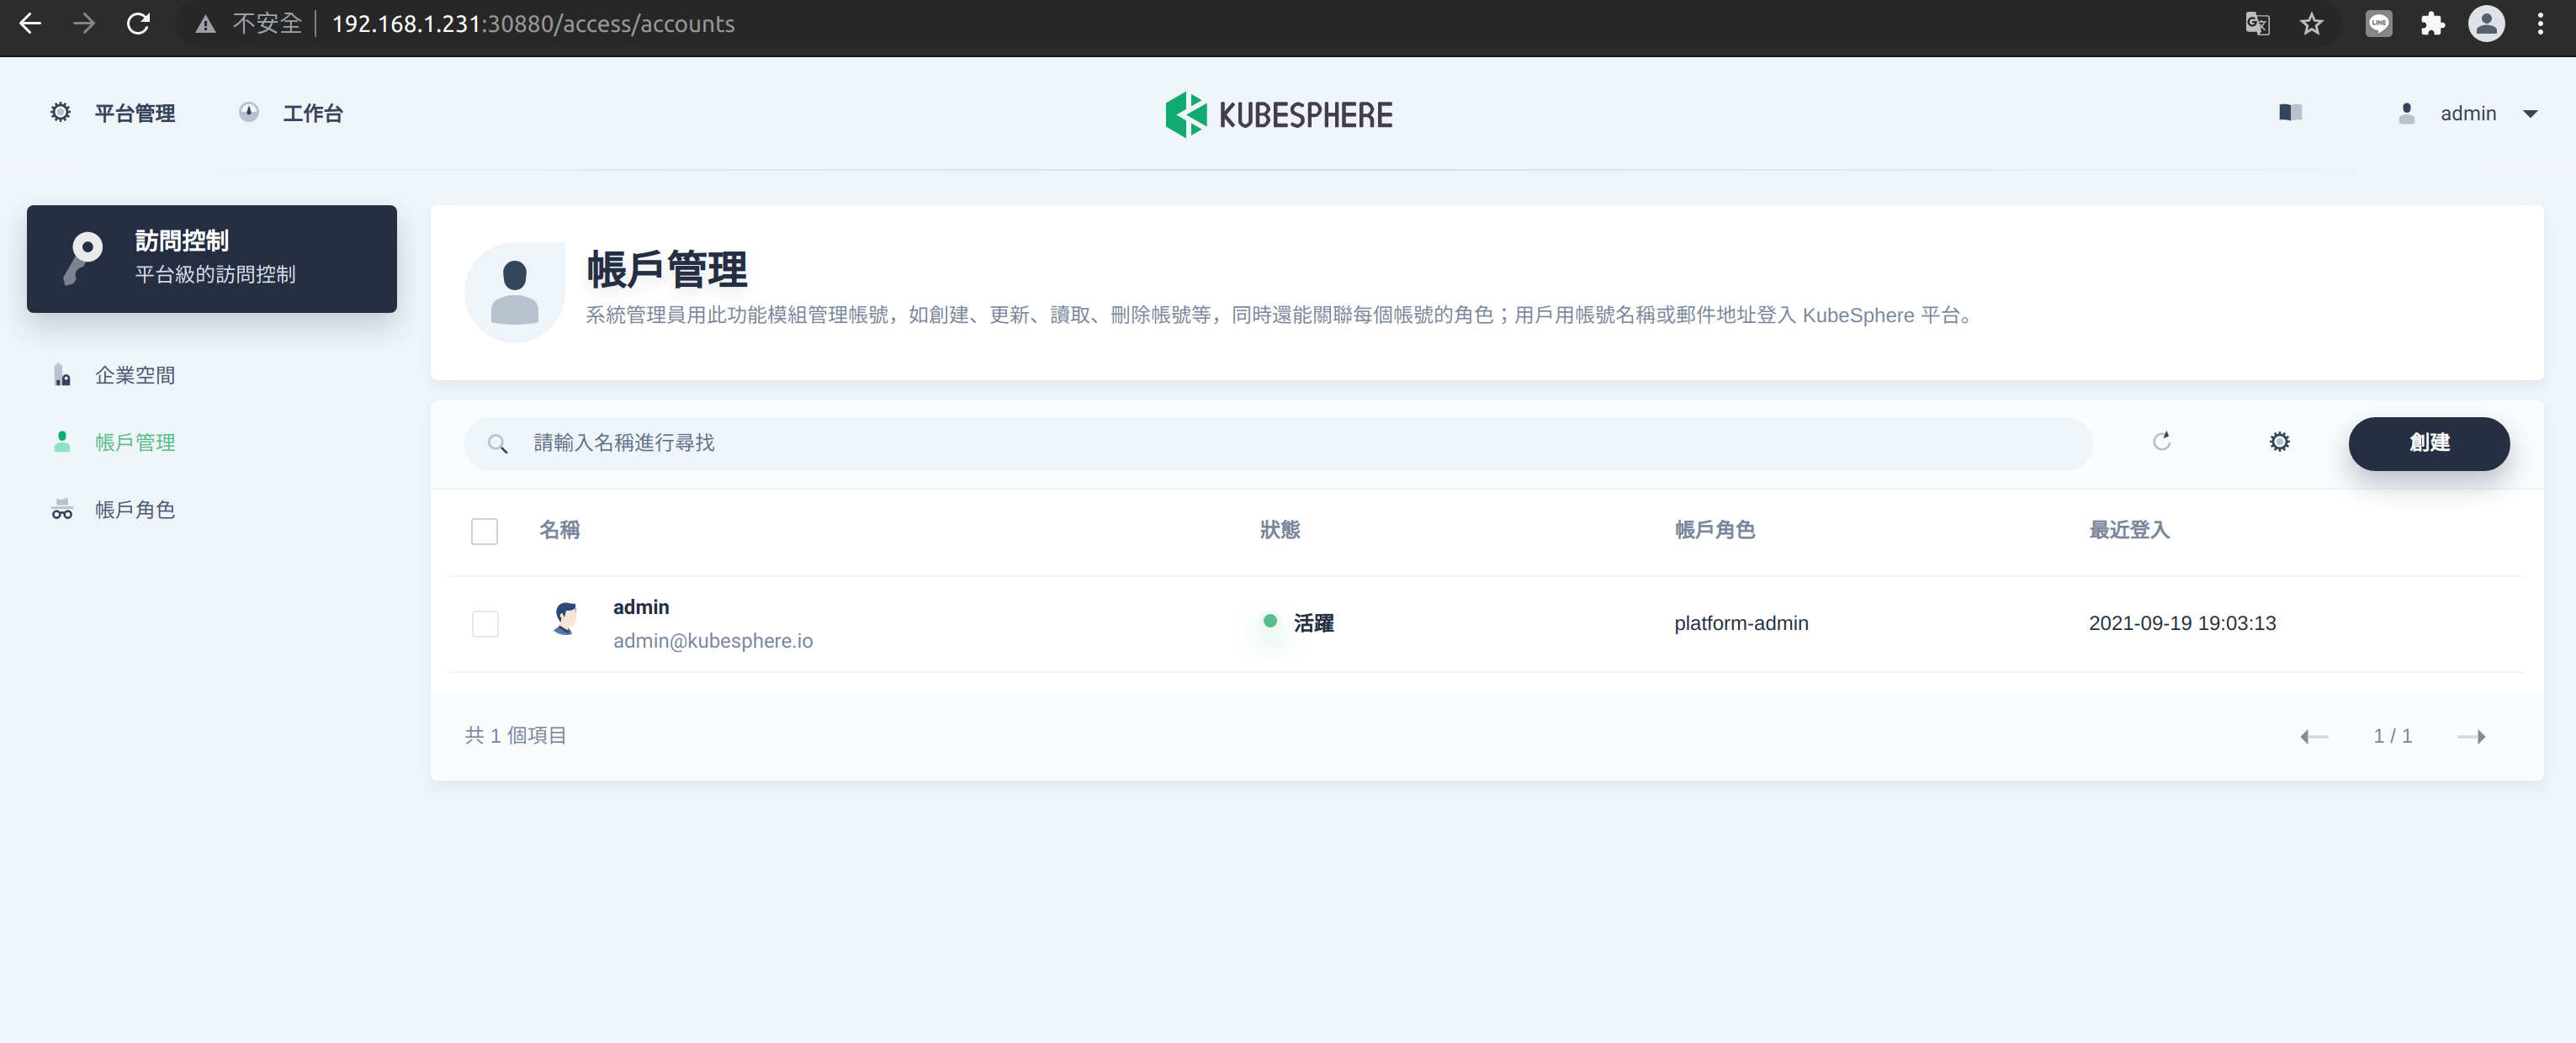 不安全 192.168.1.231:30880/access/accounts
平台管理 工作台 KUBESPHERE admin
訪問控制
平台級的訪問控制
企業空間
帳戶管理
帳戶角色
帳戶管理
系統管理員用此功能模組管理帳號，如創建、更新、讀取、刪除帳號等，同時還能關聯每個帳號的角色；用戶用帳號名稱或郵件地址登入 KubeSphere 平台。
請輸入名稱進行尋找 創建
名稱 狀態 帳戶角色 最近登入
admin
admin@kubesphere.io
活躍 platform-admin 2021-09-19 19:03:13
共 1 個項目 1 / 1